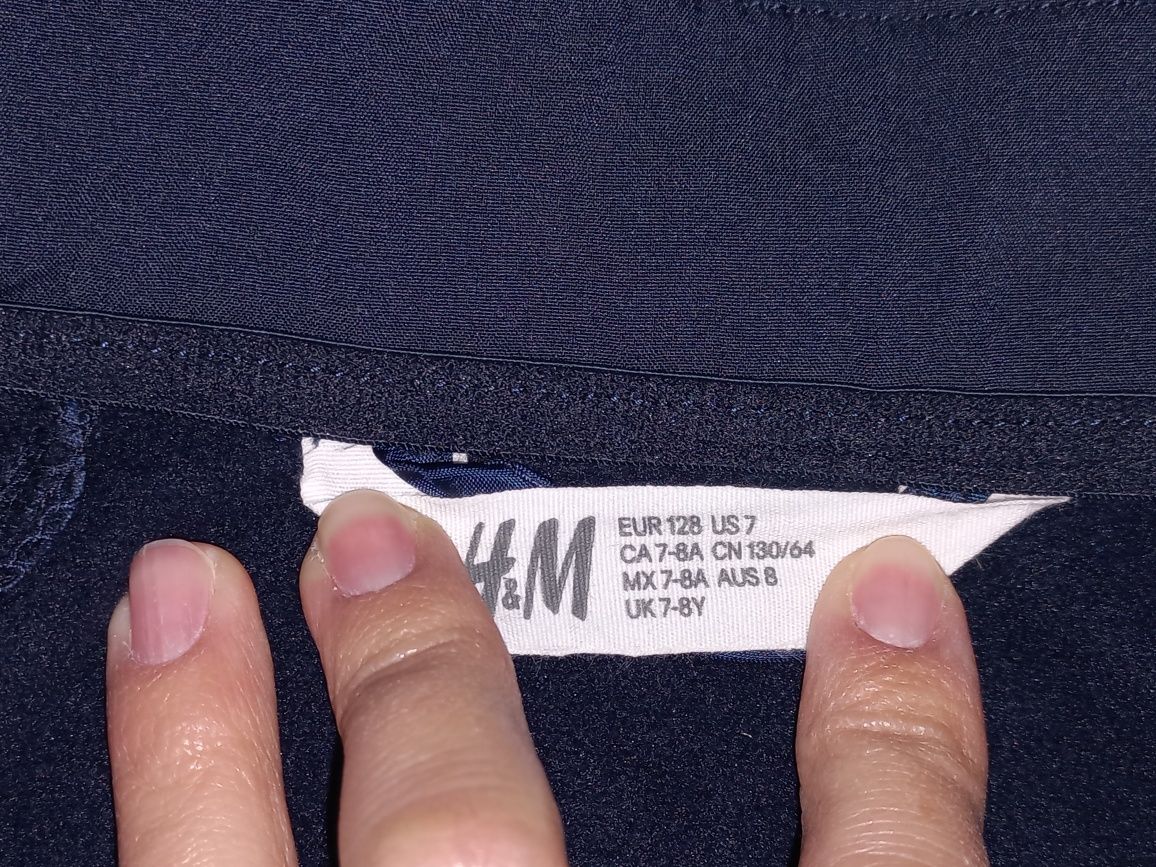 H&M
EUR 128 US 7
CA 7-8A CN 130/64
MX 7-8A AUS 8
UK 7-8Y